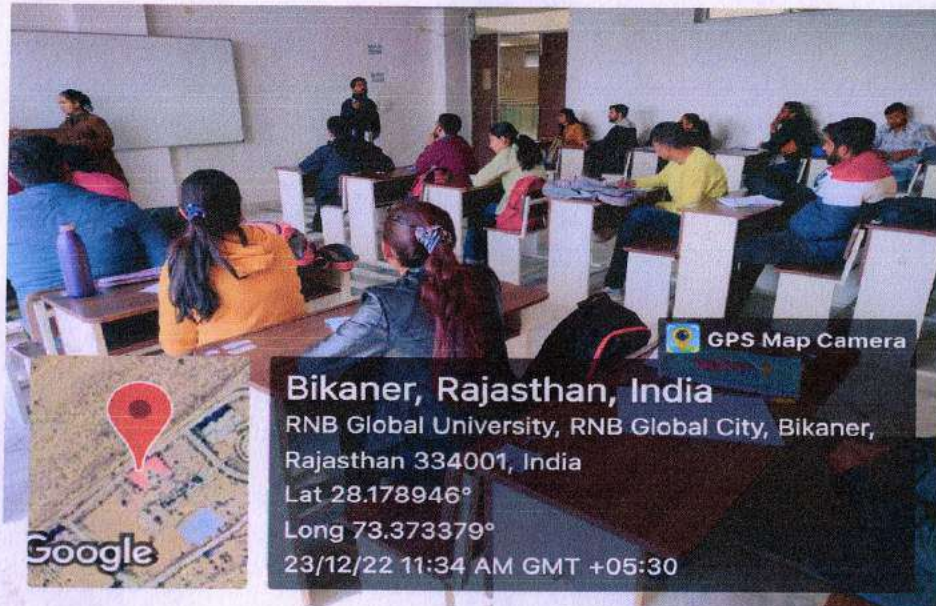 GPS Map Camera
Bikaner, Rajasthan, India
RNB Global University, RNB Global City, Bikaner,
Rajasthan 334001, India
Lat 28.178946°
Long 73.373379°
23/12/22 11:34 AM GMT +05:30
Google